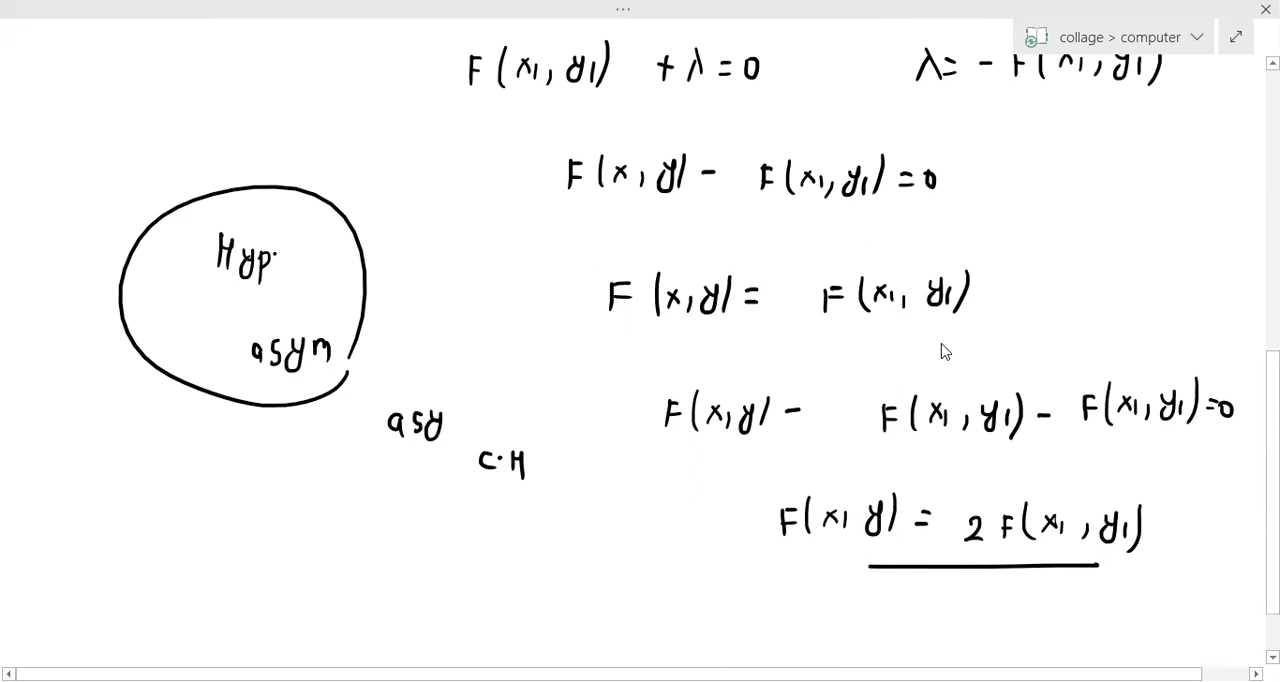 collage > computer
F(x1, y1) + λ = 0 λ = - F(x1, y1)
F(x, y) - F(x1, y1) = 0
Hyp.
F(x, y) = F(x1, y1)
asym
F(x, y) - F(x1, y1) - F(x1, y1) = 0
asy
C.H
F(x, y) = 2 F(x1, y1)